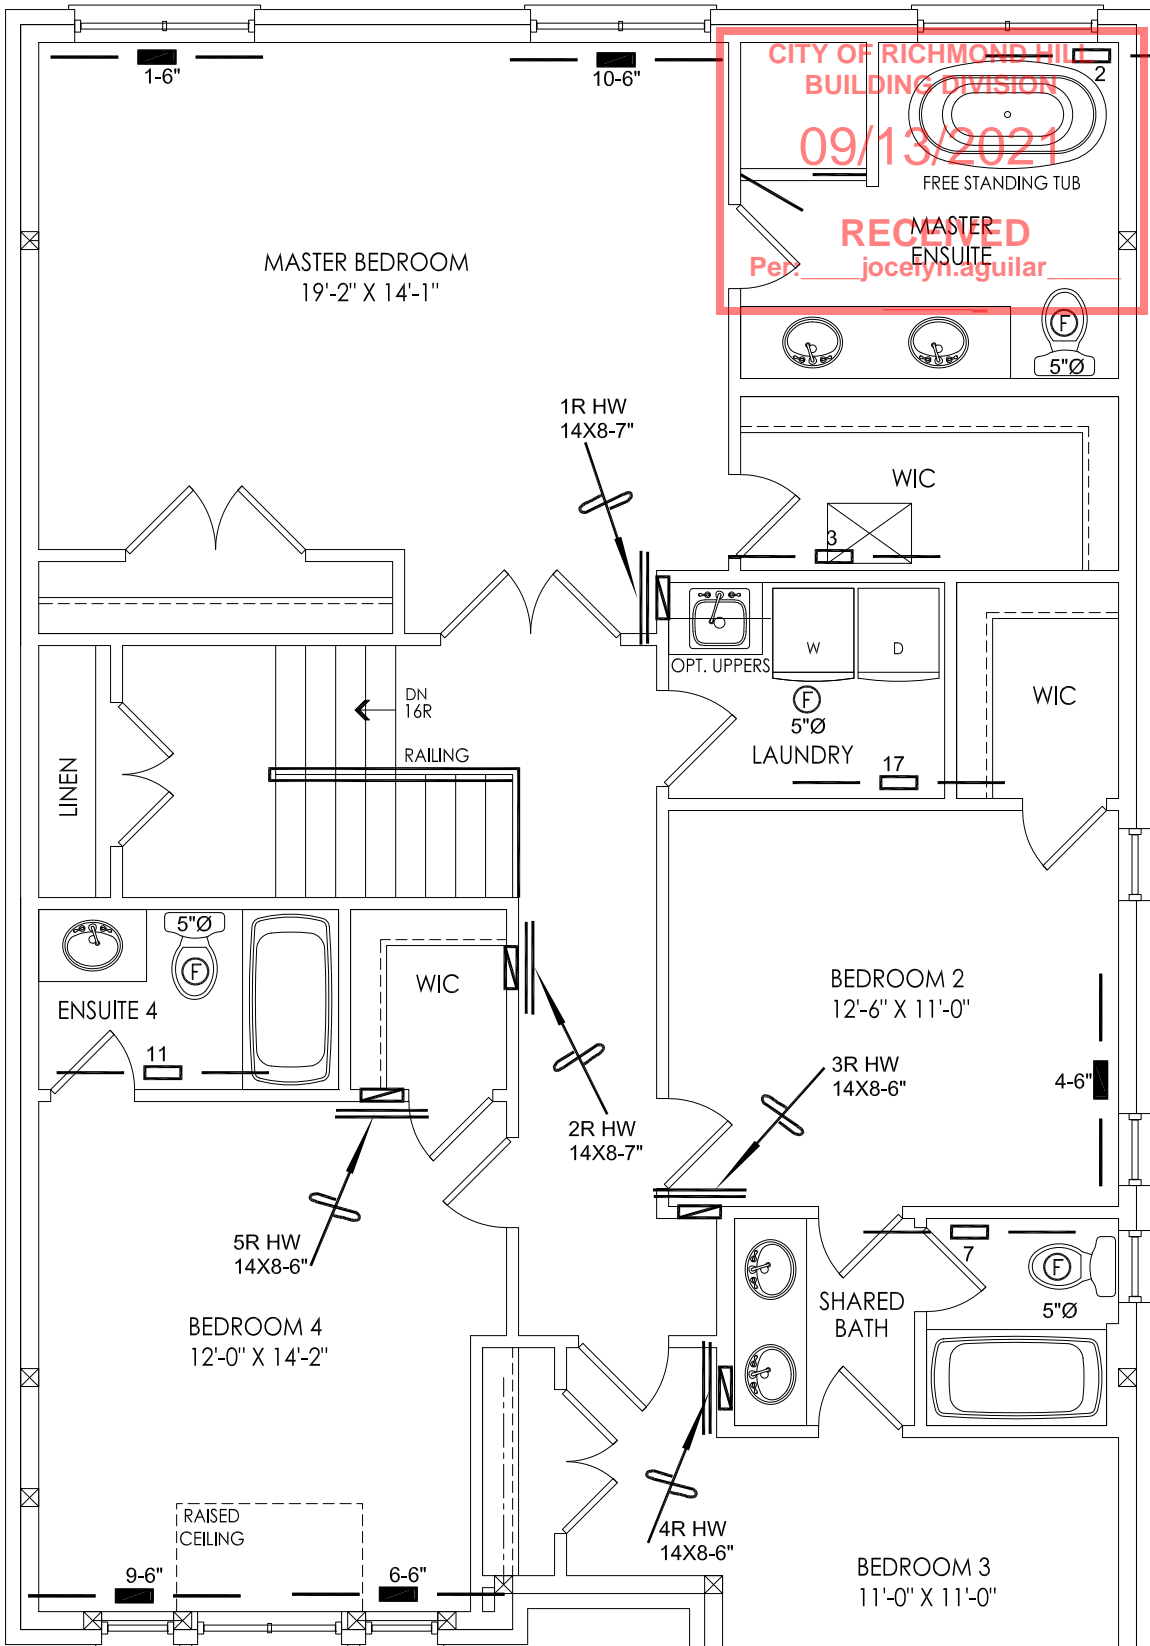 1-6"
10-6"
CITY OF RICHMOND HILL
BUILDING DIVISION
2
09/13/2021
FREE STANDING TUB
RECEIVED
MASTER
ENSUITE
Per:____jocelyn.aguilar_____
MASTER BEDROOM
19'-2" X 14'-1"
F
5"Ø
1R HW
14X8-7"
WIC
3
OPT. UPPERS
W
D
F
5"Ø
LAUNDRY
17
WIC
DN
16R
RAILING
LINEN
5"Ø
F
ENSUITE 4
11
WIC
BEDROOM 2
12'-6" X 11'-0"
3R HW
14X8-6"
4-6"
2R HW
14X8-7"
5R HW
14X8-6"
7
F
5"Ø
SHARED
BATH
BEDROOM 4
12'-0" X 14'-2"
RAISED
CEILING
4R HW
14X8-6"
9-6"
6-6"
BEDROOM 3
11'-0" X 11'-0"